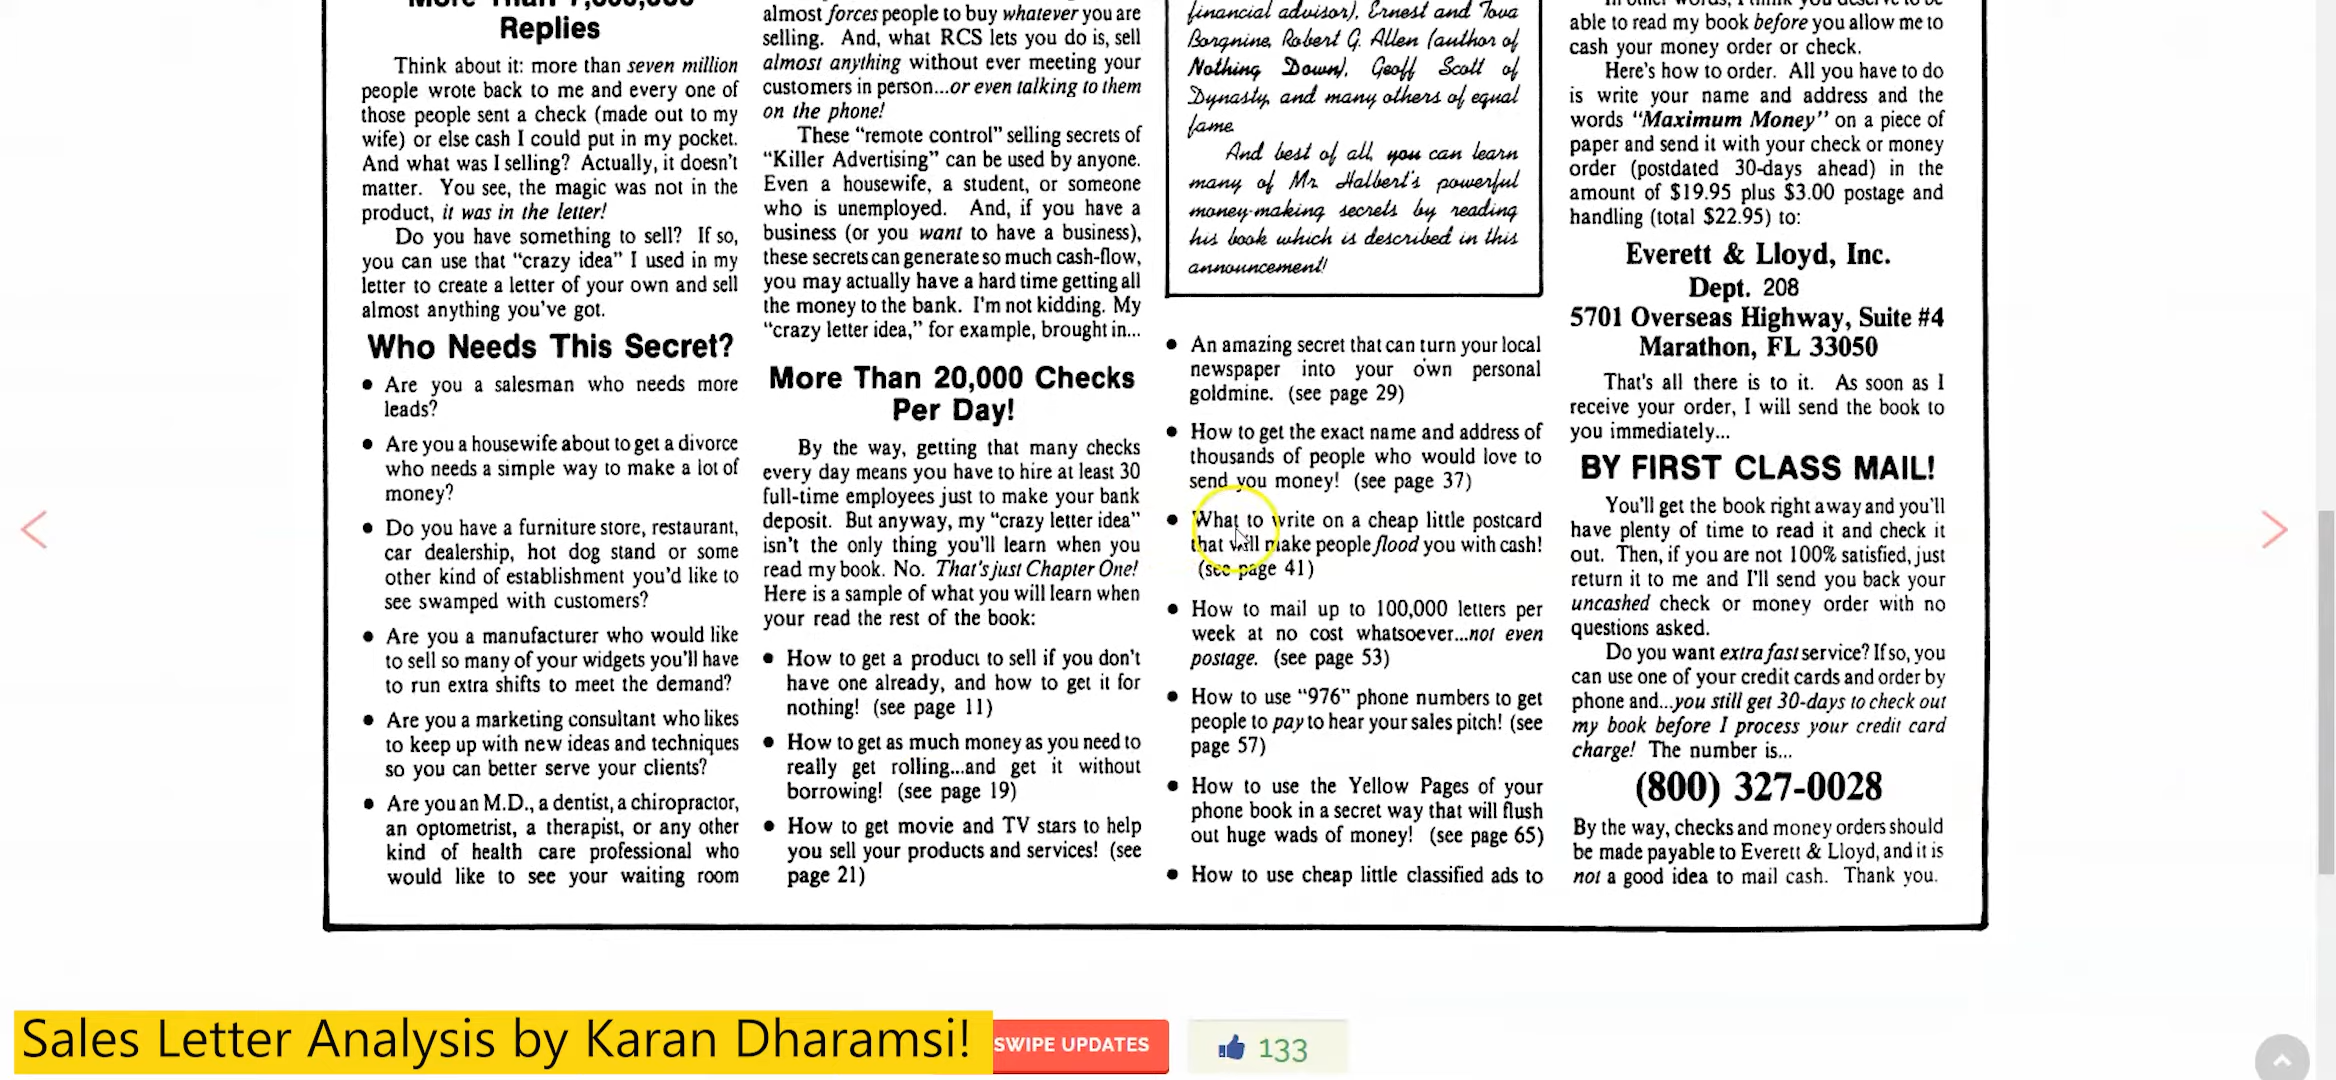 More Than 7,000,000
Replies
Think about it: more than seven million
people wrote back to me and every one of
those people sent a check (made out to my
wife) or else cash I could put in my pocket.
And what was I selling? Actually, it doesn't
matter. You see, the magic was not in the
product, it was in the letter!
Do you have something to sell? If so,
you can use that “crazy idea” I used in my
letter to create a letter of your own and sell
almost anything you've got.
Who Needs This Secret?
• Are you a salesman who needs more
leads?
• Are you a housewife about to get a divorce
who needs a simple way to make a lot of
money?
• Do you have a furniture store, restaurant,
car dealership, hot dog stand or some
other kind of establishment you'd like to
see swamped with customers?
• Are you a manufacturer who would like
to sell so many of your widgets you'll have
to run extra shifts to meet the demand?
• Are you a marketing consultant who likes
to keep up with new ideas and techniques
so you can better serve your clients?
• Are you an M.D., a dentist, a chiropractor,
an optometrist, a therapist, or any other
kind of health care professional who
would like to see your waiting room
almost forces people to buy whatever you are
selling. And, what RCS lets you do is, sell
almost anything without ever meeting your
customers in person...or even talking to them
on the phone!
These “remote control” selling secrets of
“Killer Advertising” can be used by anyone.
Even a housewife, a student, or someone
who is unemployed. And, if you have a
business (or you want to have a business),
these secrets can generate so much cash-flow,
you may actually have a hard time getting all
the money to the bank. I'm not kidding. My
“crazy letter idea,” for example, brought in...
More Than 20,000 Checks
Per Day!
By the way, getting that many checks
every day means you have to hire at least 30
full-time employees just to make your bank
deposit. But anyway, my “crazy letter idea”
isn't the only thing you'll learn when you
read my book. No. That's just Chapter One!
Here is a sample of what you will learn when
your read the rest of the book:
• How to get a product to sell if you don't
have one already, and how to get it for
nothing! (see page 11)
• How to get as much money as you need to
really get rolling...and get it without
borrowing! (see page 19)
• How to get movie and TV stars to help
you sell your products and services! (see
page 21)
financial advisor), Ernest and Tova
Borgnine, Robert G. Allen (author of
Nothing Down), Geoff Scott of
Dynasty, and many others of equal
fame.
And best of all, you can learn
many of Mr. Halbert's powerful
money-making secrets by reading
his book which is described in this
announcement!
• An amazing secret that can turn your local
newspaper into your own personal
goldmine. (see page 29)
• How to get the exact name and address of
thousands of people who would love to
send you money! (see page 37)
• What to write on a cheap little postcard
that will make people flood you with cash!
(see page 41)
• How to mail up to 100,000 letters per
week at no cost whatsoever...not even
postage. (see page 53)
• How to use “976” phone numbers to get
people to pay to hear your sales pitch! (see
page 57)
• How to use the Yellow Pages of your
phone book in a secret way that will flush
out huge wads of money! (see page 65)
• How to use cheap little classified ads to
able to read my book before you allow me to
cash your money order or check.
Here's how to order. All you have to do
is write your name and address and the
words “Maximum Money” on a piece of
paper and send it with your check or money
order (postdated 30-days ahead) in the
amount of $19.95 plus $3.00 postage and
handling (total $22.95) to:
Everett & Lloyd, Inc.
Dept. 208
5701 Overseas Highway, Suite #4
Marathon, FL 33050
That's all there is to it. As soon as I
receive your order, I will send the book to
you immediately...
BY FIRST CLASS MAIL!
You'll get the book right away and you'll
have plenty of time to read it and check it
out. Then, if you are not 100% satisfied, just
return it to me and I'll send you back your
uncashed check or money order with no
questions asked.
Do you want extra fast service? If so, you
can use one of your credit cards and order by
phone and...you still get 30-days to check out
my book before I process your credit card
charge! The number is...
(800) 327-0028
By the way, checks and money orders should
be made payable to Everett & Lloyd, and it is
not a good idea to mail cash. Thank you.
Sales Letter Analysis by Karan Dharamsi!
SWIPE UPDATES
133